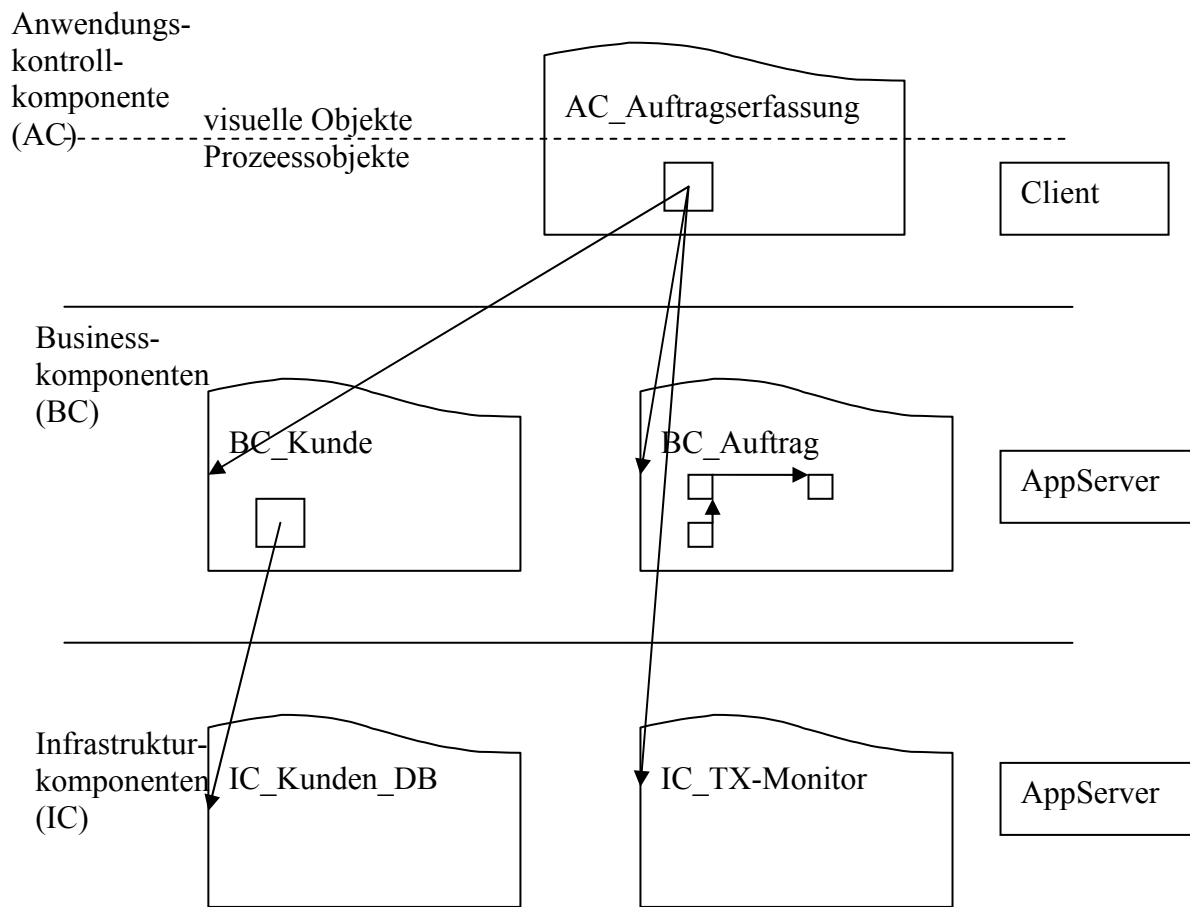 Anwendungs-
kontroll-
komponente
(AC)
visuelle Objekte
Prozeessobjekte
AC_Auftragserfassung
Client
Business-
komponenten
(BC)
BC_Kunde
BC_Auftrag
AppServer
Infrastruktur-
komponenten
(IC)
IC_Kunden_DB
IC_TX-Monitor
AppServer